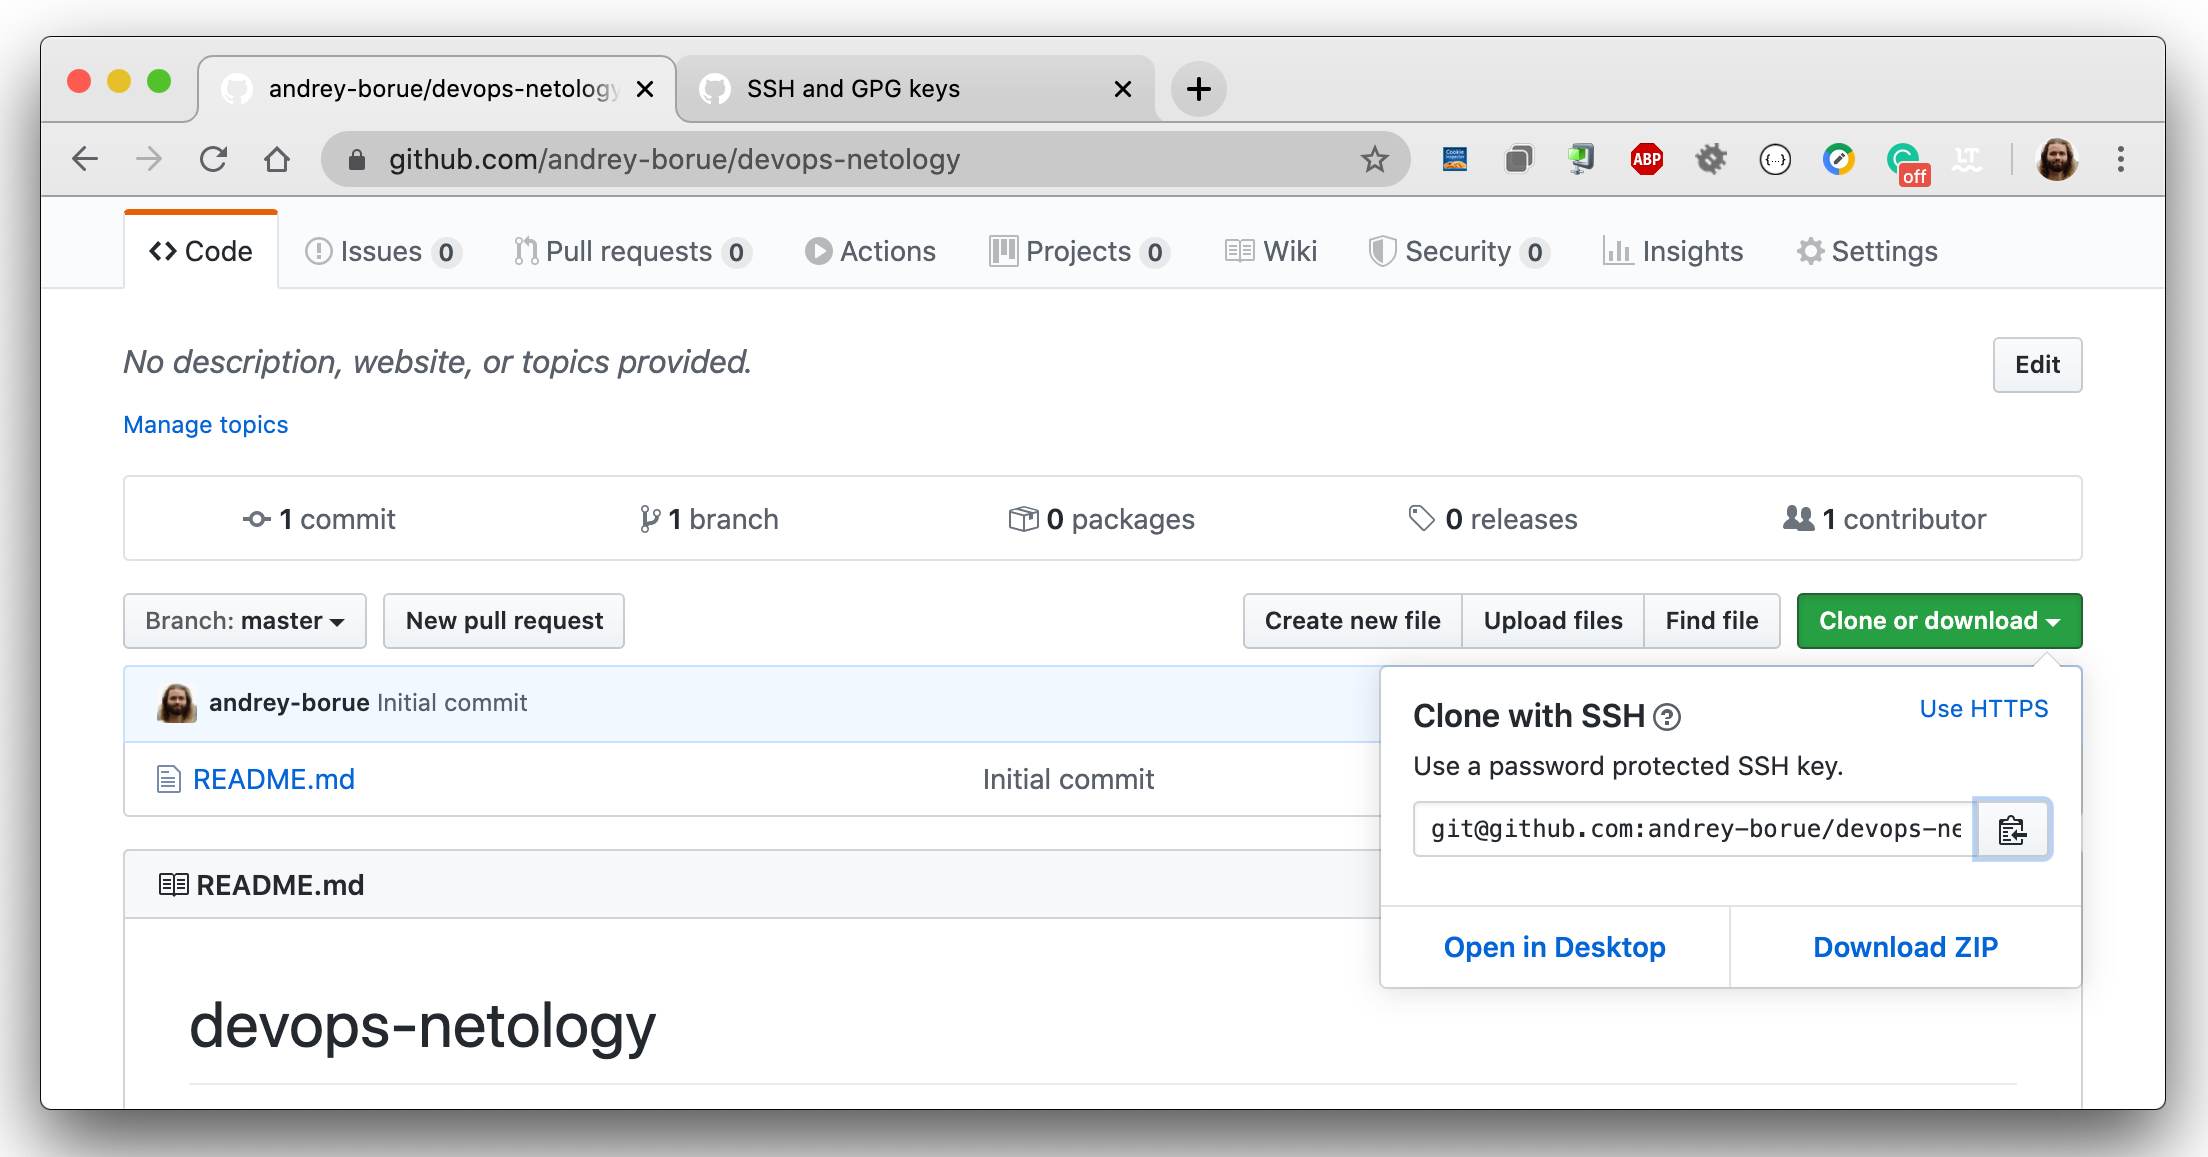 andrey-borue/devops-netology
SSH and GPG keys
github.com/andrey-borue/devops-netology
ABP
{...}
off
LT
Code
Issues 0
Pull requests 0
Actions
Projects 0
Wiki
Security 0
Insights
Settings
No description, website, or topics provided.
Edit
Manage topics
1 commit
1 branch
0 packages
0 releases
1 contributor
Branch: master
New pull request
Create new file
Upload files
Find file
Clone or download
andrey-borue Initial commit
README.md
Initial commit
Clone with SSH
Use HTTPS
Use a password protected SSH key.
git@github.com:andrey-borue/devops-ne
Open in Desktop
Download ZIP
README.md
devops-netology